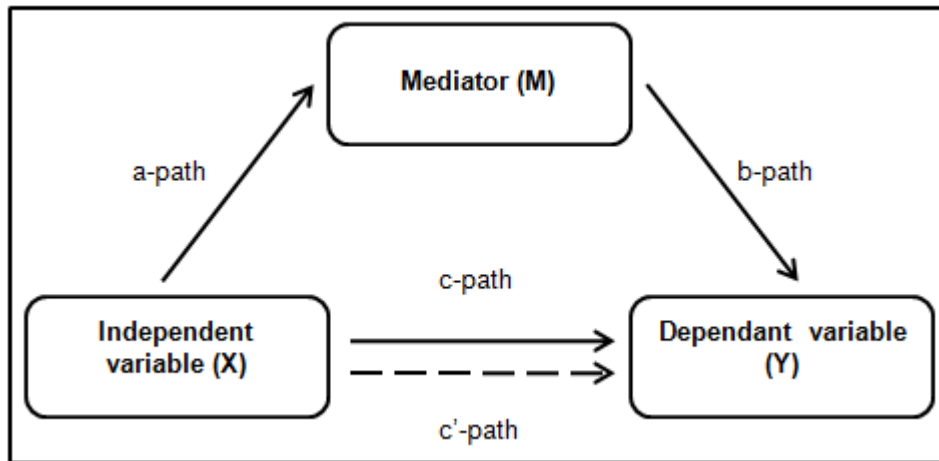 Mediator (M)
a-path
b-path
c-path
Independent
variable (X)
Dependant variable
(Y)
c’-path